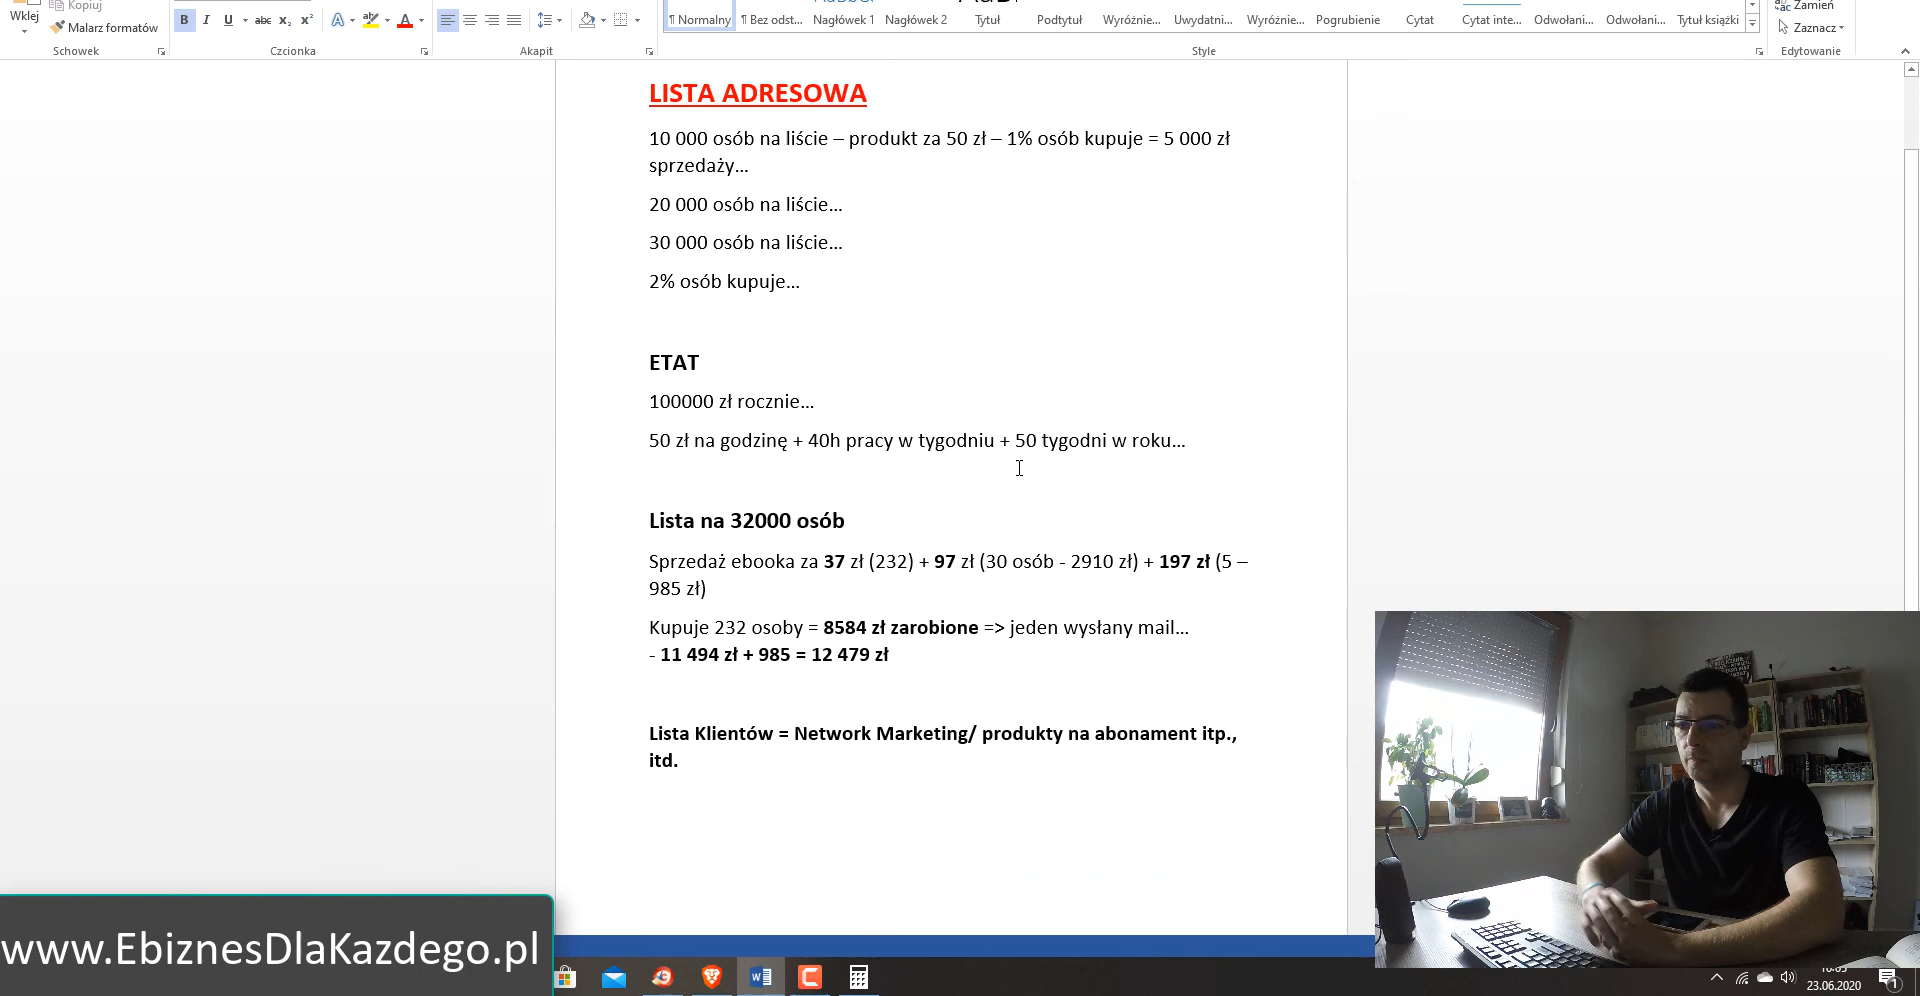 Wklej
Kopiuj
Malarz formatów
Schowek
B I U abc x₂ x²
A
A
Czcionka
Akapit
¶ Normalny
¶ Bez odst...
Nagłówek 1
Nagłówek 2
Tytuł
Podtytuł
Wyróżnie...
Uwydatni...
Wyróżnie...
Pogrubienie
Cytat
Cytat inte...
Odwołani...
Odwołani...
Tytuł książki
Style
Zamień
Zaznacz
Edytowanie
LISTA ADRESOWA
10 000 osób na liście – produkt za 50 zł – 1% osób kupuje = 5 000 zł
sprzedaży...
20 000 osób na liście...
30 000 osób na liście...
2% osób kupuje...
ETAT
100000 zł rocznie...
50 zł na godzinę + 40h pracy w tygodniu + 50 tygodni w roku...
Lista na 32000 osób
Sprzedaż ebooka za 37 zł (232) + 97 zł (30 osób - 2910 zł) + 197 zł (5 –
985 zł)
Kupuje 232 osoby = 8584 zł zarobione => jeden wysłany mail...
- 11 494 zł + 985 = 12 479 zł
Lista Klientów = Network Marketing/ produkty na abonament itp.,
itd.
www.EbiznesDlaKazdego.pl
23.06.2020
1